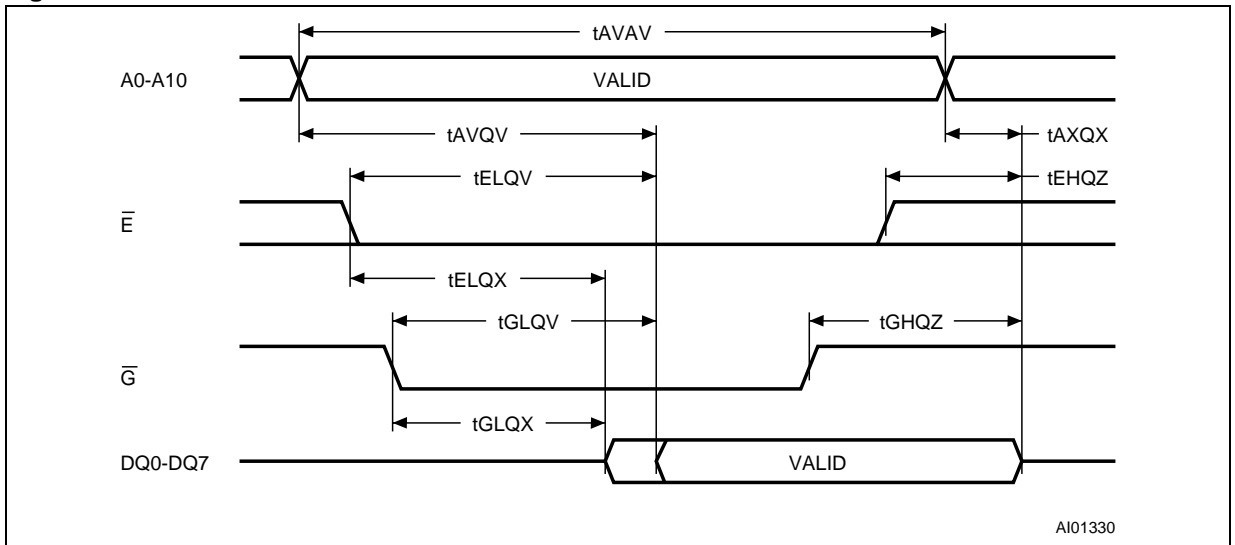 tAVAV
A0-A10
VALID
tAVQV
tAXQX
tELQV
tEHQZ
E̅
tELQX
tGLQV
tGHQZ
G̅
tGLQX
DQ0-DQ7
VALID
AI01330